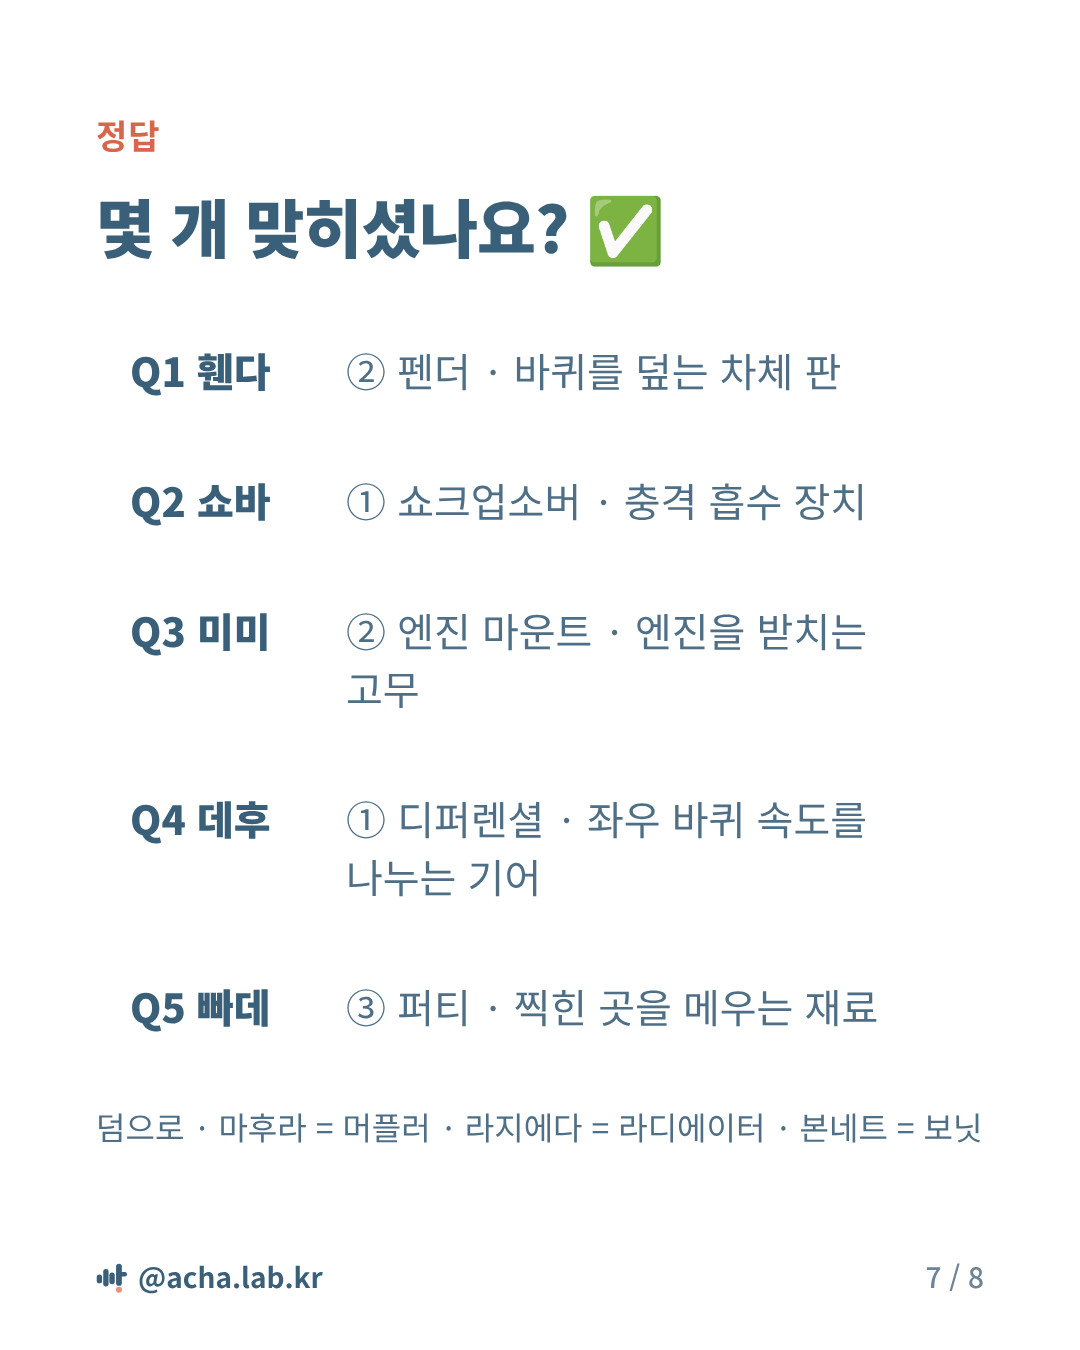 정답
몇 개 맞히셨나요? ✅
Q1 휀다 ② 펜더 · 바퀴를 덮는 차체 판
Q2 쇼바 ① 쇼크업소버 · 충격 흡수 장치
Q3 미미 ② 엔진 마운트 · 엔진을 받치는
고무
Q4 데후 ① 디퍼렌셜 · 좌우 바퀴 속도를
나누는 기어
Q5 빠데 ③ 퍼티 · 찍힌 곳을 메우는 재료
덤으로 · 마후라 = 머플러 · 라지에다 = 라디에이터 · 본네트 = 보닛
@acha.lab.kr
7 / 8